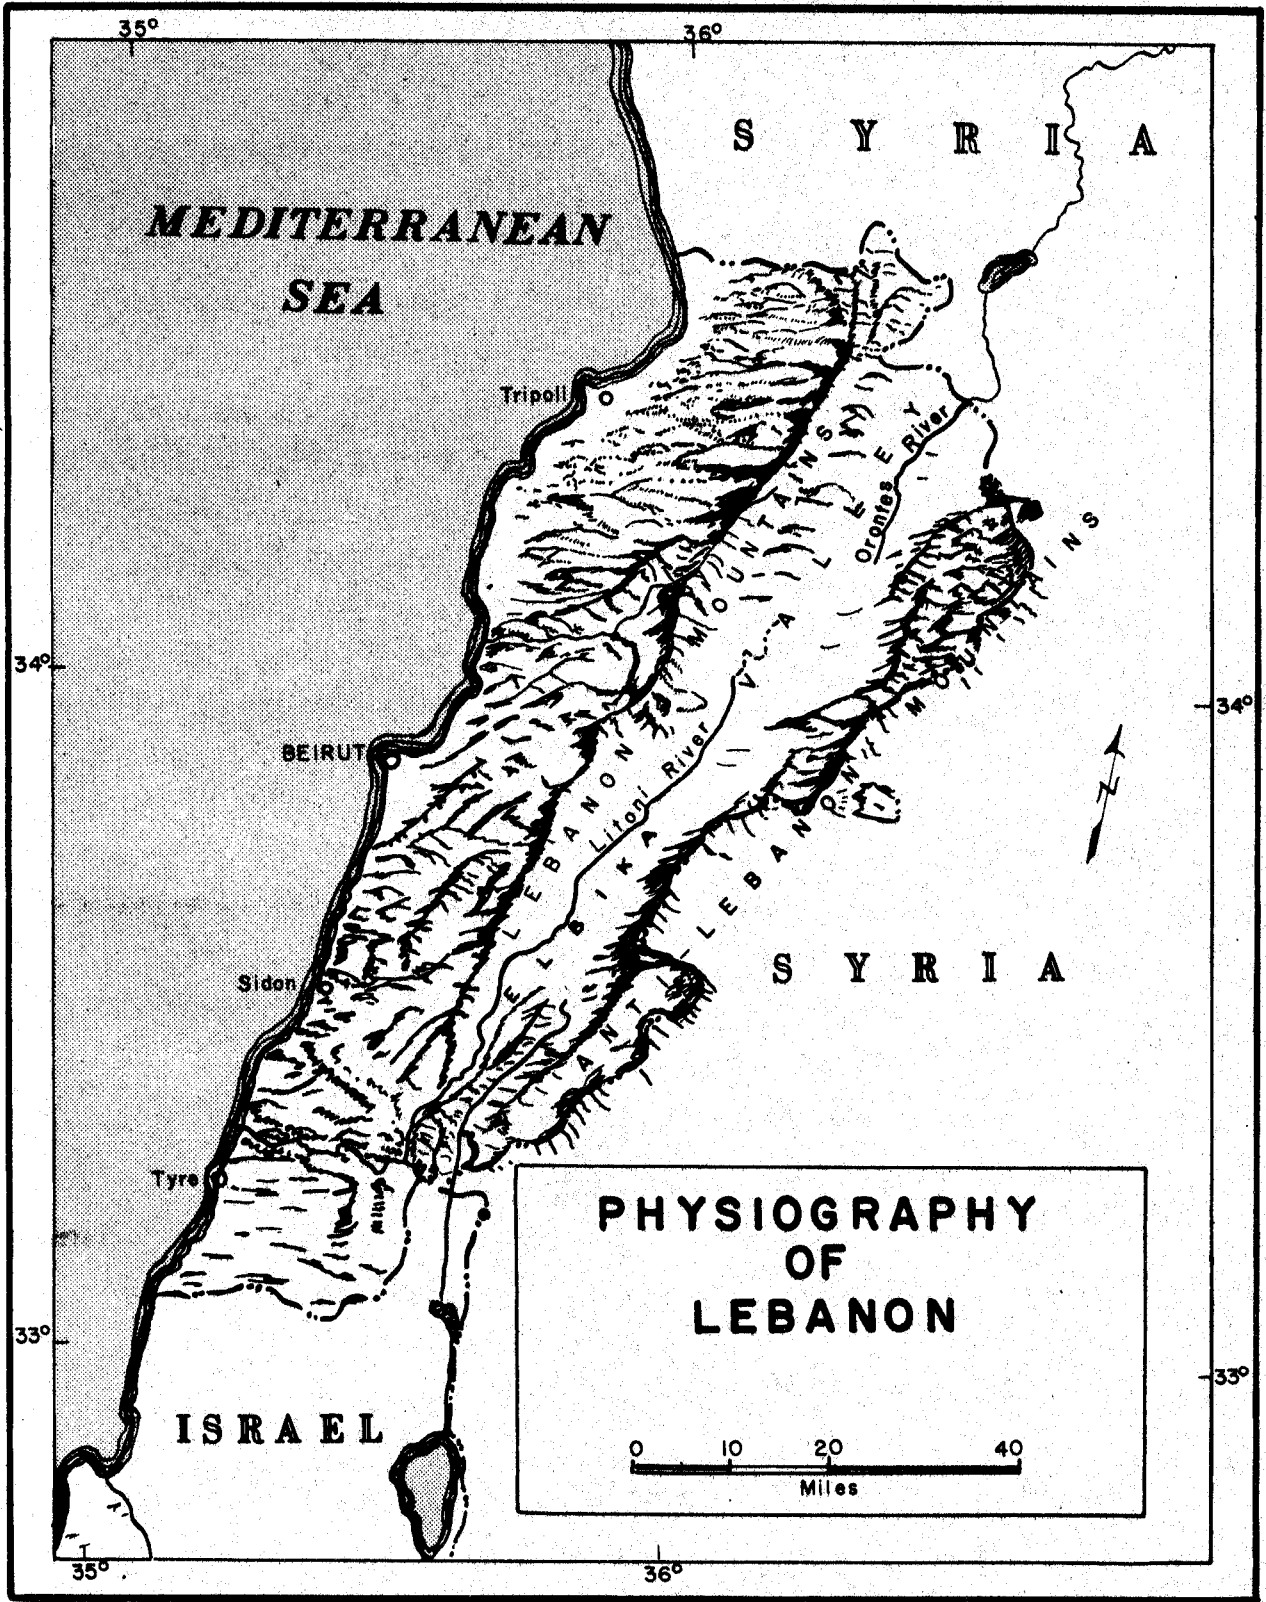 35°
36°
SYRIA
MEDITERRANEAN
SEA
Tripoli
Orontes River
LEBANON MOUNTAINS
EL BIKA VALLEY
Litani River
ANTI-LEBANON MOUNTAINS
34°
34°
BEIRUT
N
SYRIA
Sidon
Tyre
33°
33°
ISRAEL
PHYSIOGRAPHY
OF
LEBANON
0 10 20 40
Miles
35°
36°